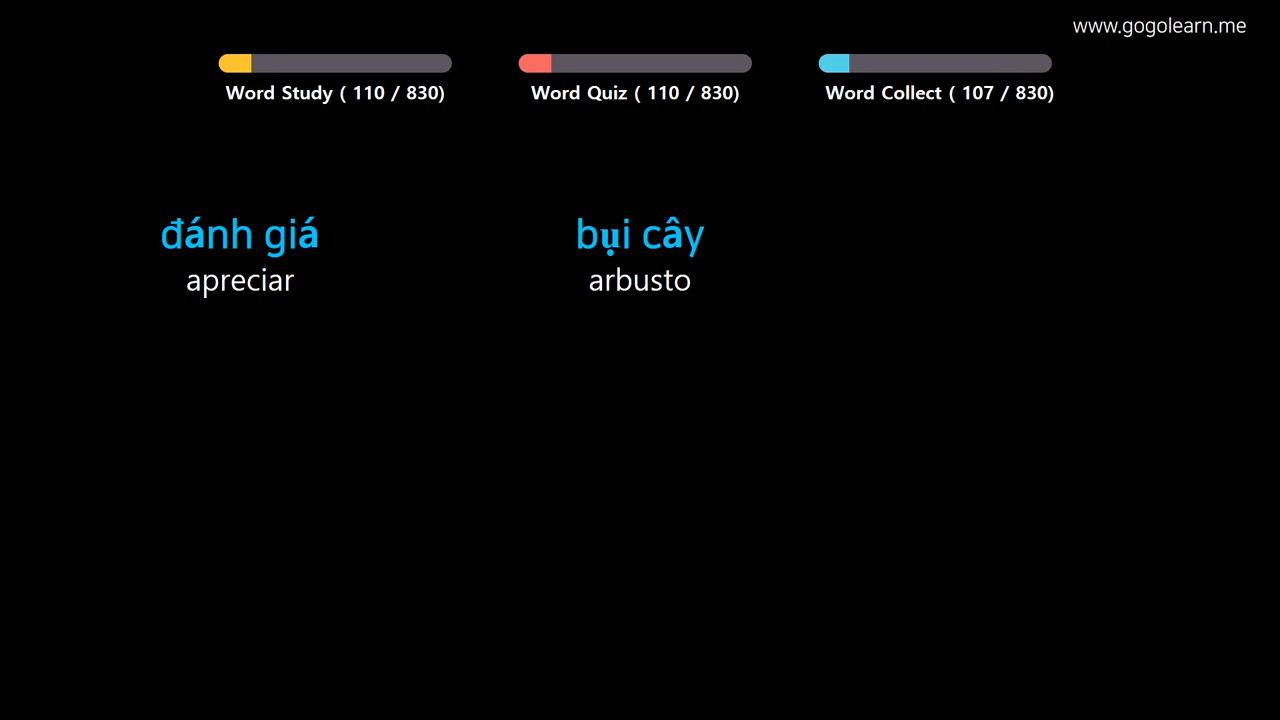 www.gogolearn.me
Word Study ( 110 / 830)
Word Quiz ( 110 / 830)
Word Collect ( 107 / 830)
đánh giá
apreciar
bụi cây
arbusto